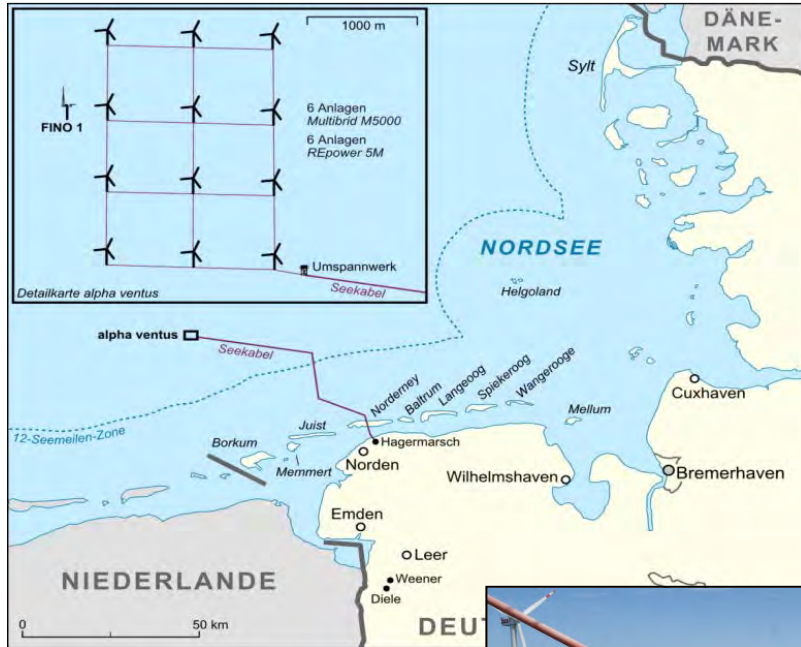 1000 m
FINO 1
6 Anlagen
Multibrid M5000
6 Anlagen
REpower 5M
Umspannwerk
Seekabel
Detailkarte alpha ventus
DÄNE-
MARK
Sylt
NORDSEE
Helgoland
alpha ventus
Seekabel
12-Seemeilen-Zone
Norderney
Baltrum
Langeoog
Spiekeroog
Wangerooge
Mellum
Cuxhaven
Juist
Borkum
Memmert
Hagermarsch
Norden
Wilhelmshaven
Bremerhaven
Emden
Leer
Weener
Diele
NIEDERLANDE
0 50 km
DEUT